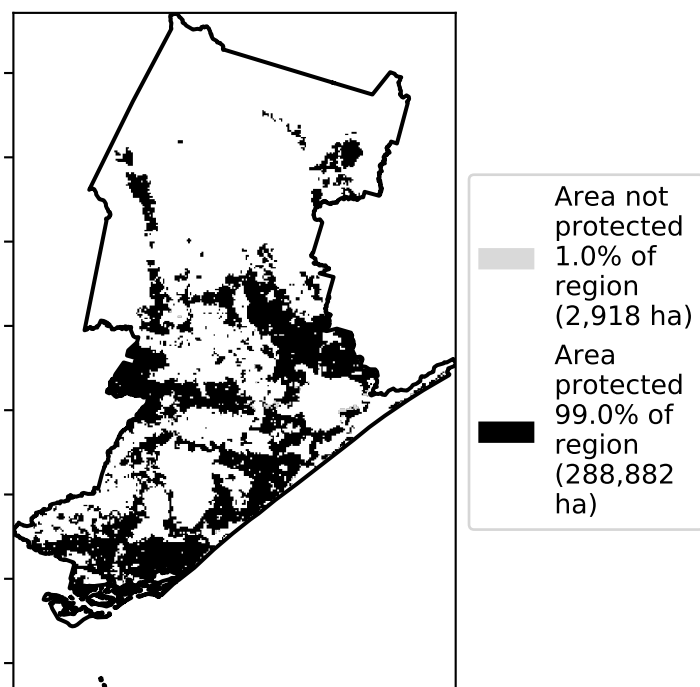 Area not
protected
1.0% of
region
(2,918 ha)
Area
protected
99.0% of
region
(288,882
ha)